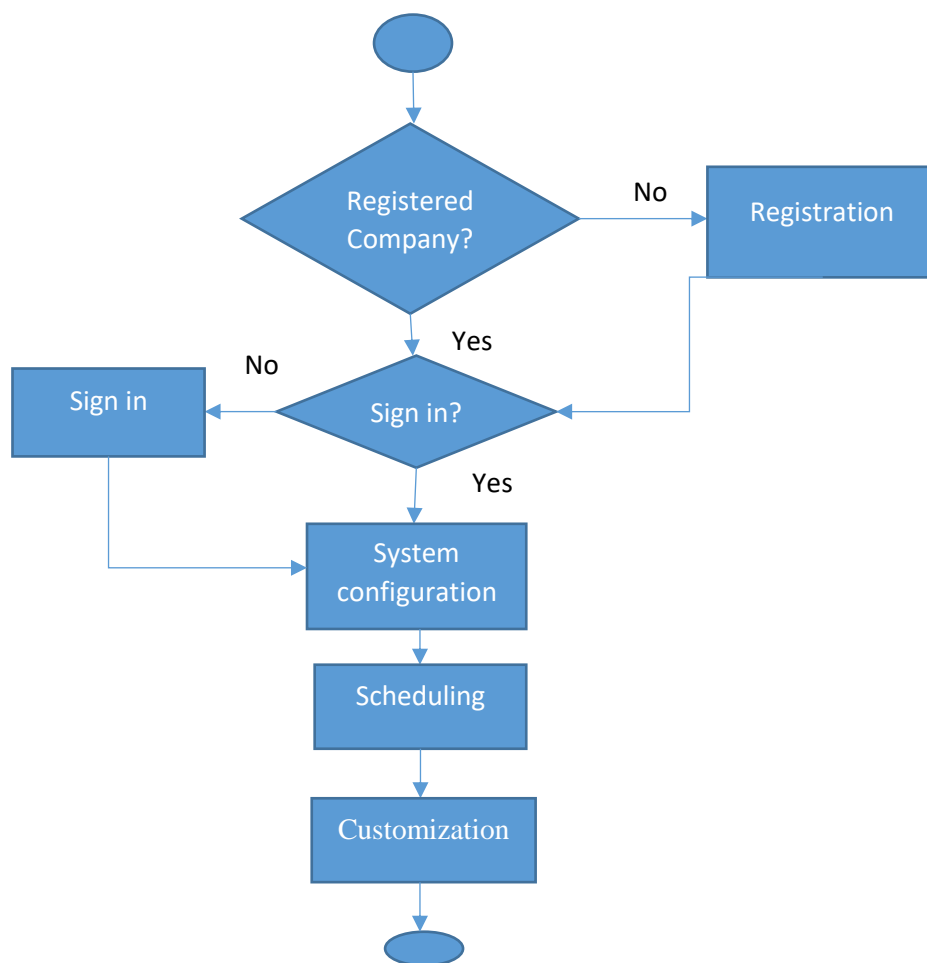 Registered
Company?
No
Registration
Yes
No
Sign in
Sign in?
Yes
System
configuration
Scheduling
Customization